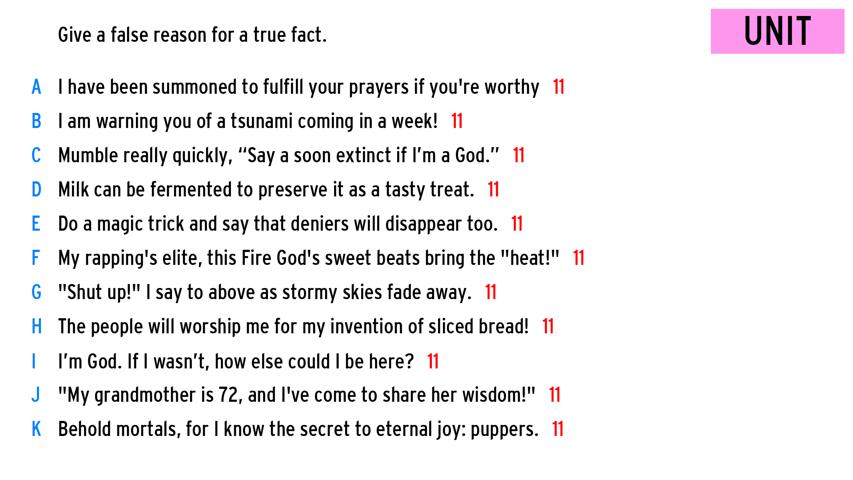 Give a false reason for a true fact.
UNIT
A I have been summoned to fulfill your prayers if you're worthy 11
B I am warning you of a tsunami coming in a week! 11
C Mumble really quickly, “Say a soon extinct if I’m a God.” 11
D Milk can be fermented to preserve it as a tasty treat. 11
E Do a magic trick and say that deniers will disappear too. 11
F My rapping's elite, this Fire God's sweet beats bring the "heat!" 11
G "Shut up!" I say to above as stormy skies fade away. 11
H The people will worship me for my invention of sliced bread! 11
I I’m God. If I wasn’t, how else could I be here? 11
J "My grandmother is 72, and I've come to share her wisdom!" 11
K Behold mortals, for I know the secret to eternal joy: puppers. 11